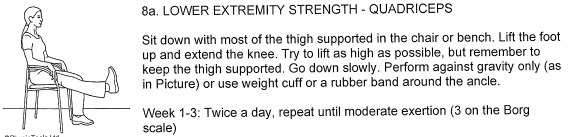 8a. LOWER EXTREMITY STRENGTH - QUADRICEPS
Sit down with most of the thigh supported in the chair or bench. Lift the foot
up and extend the knee. Try to lift as high as possible, but remember to
keep the thigh supported. Go down slowly. Perform against gravity only (as
in Picture) or use weight cuff or a rubber band around the ancle.
Week 1-3: Twice a day, repeat until moderate exertion (3 on the Borg
scale)